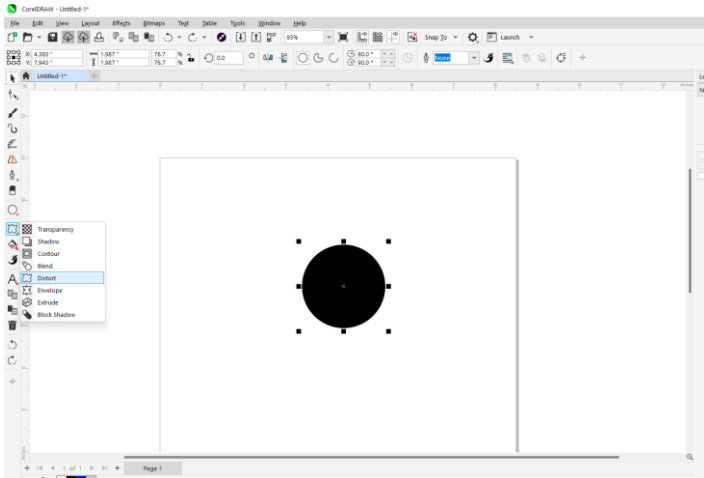 CorelDRAW - Untitled-1*
File Edit View Layout Effects Bitmaps Text Table Tools Window Help
PDF 93% Snap To Launch
X: 4.383 " 1.987 " 76.7 % 0.0 ° 90.0 ° None
Y: 7.943 " 1.987 " 76.7 % 90.0 °
Untitled-1*
Transparency
Shadow
Contour
Blend
Distort
Envelope
Extrude
Block Shadow
1 of 1 Page 1